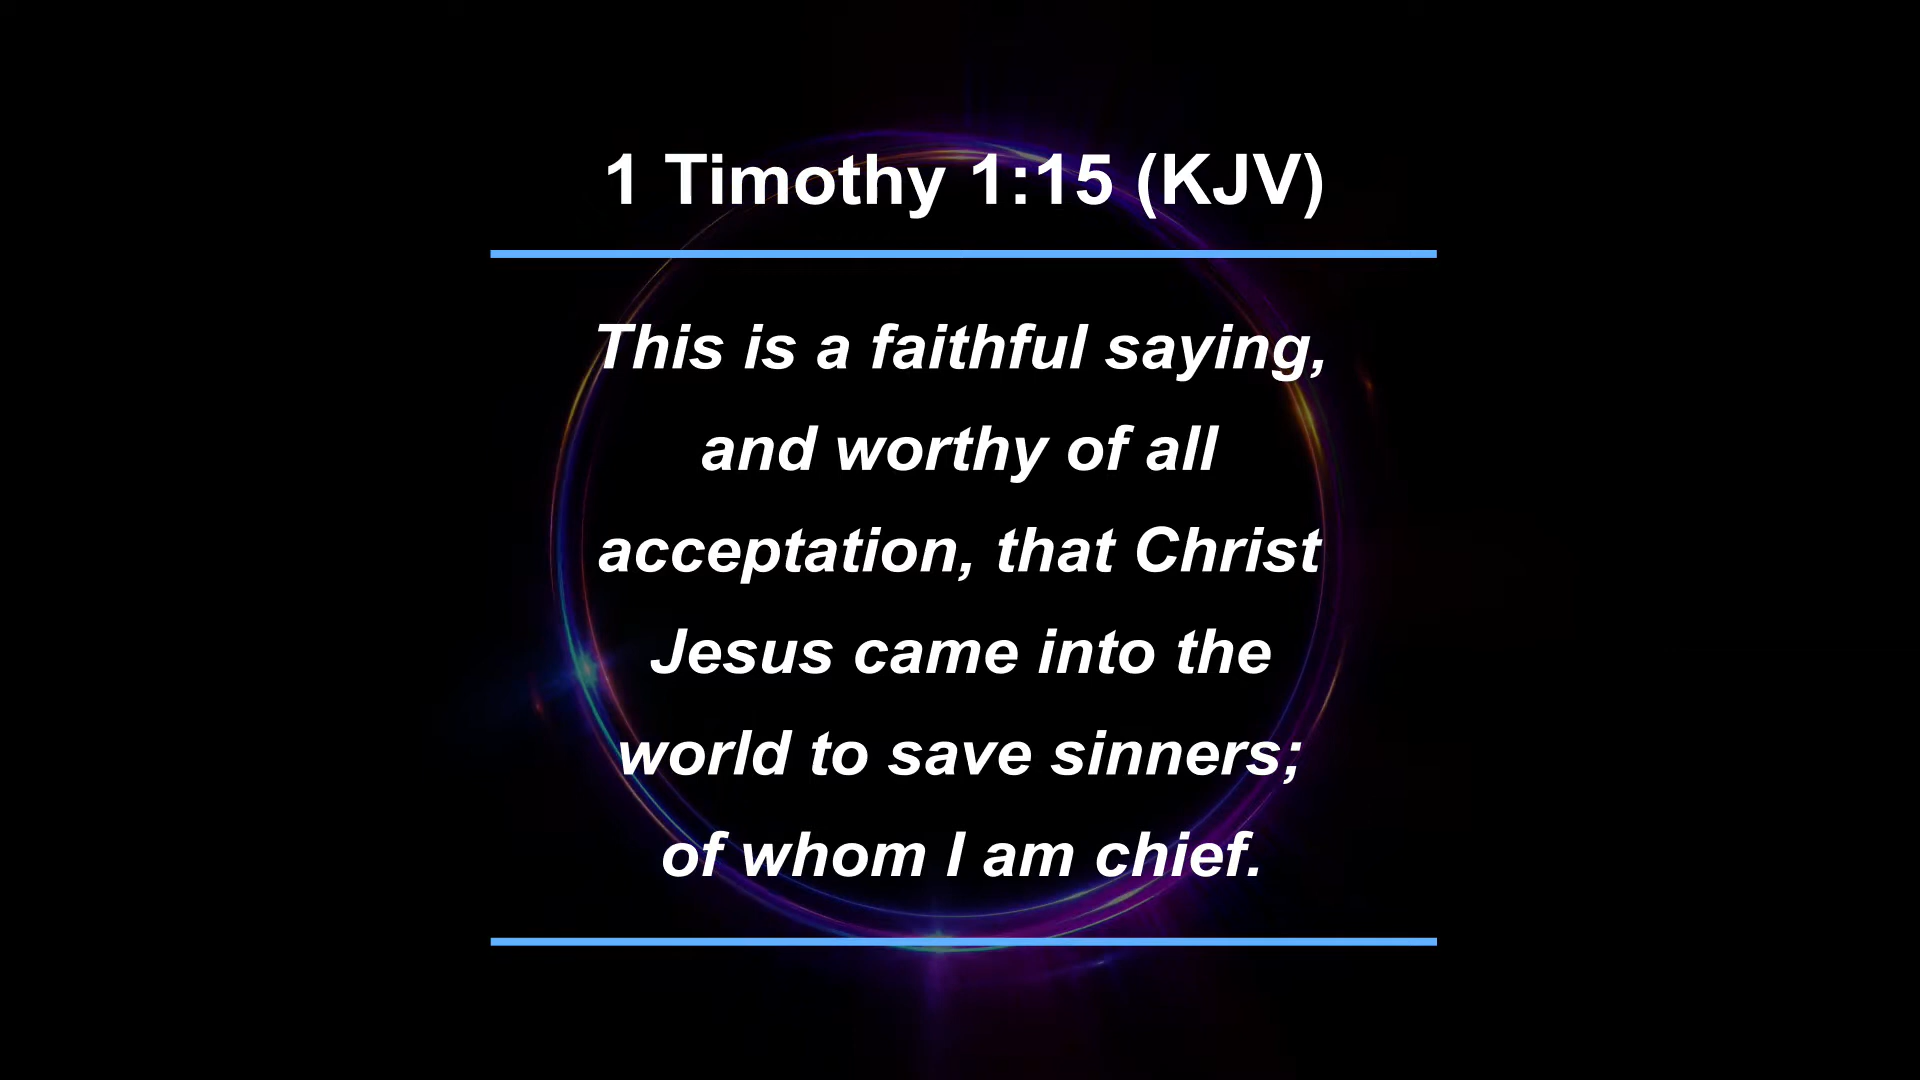 1 Timothy 1:15 (KJV)
This is a faithful saying,
and worthy of all
acceptation, that Christ
Jesus came into the
world to save sinners;
of whom I am chief.